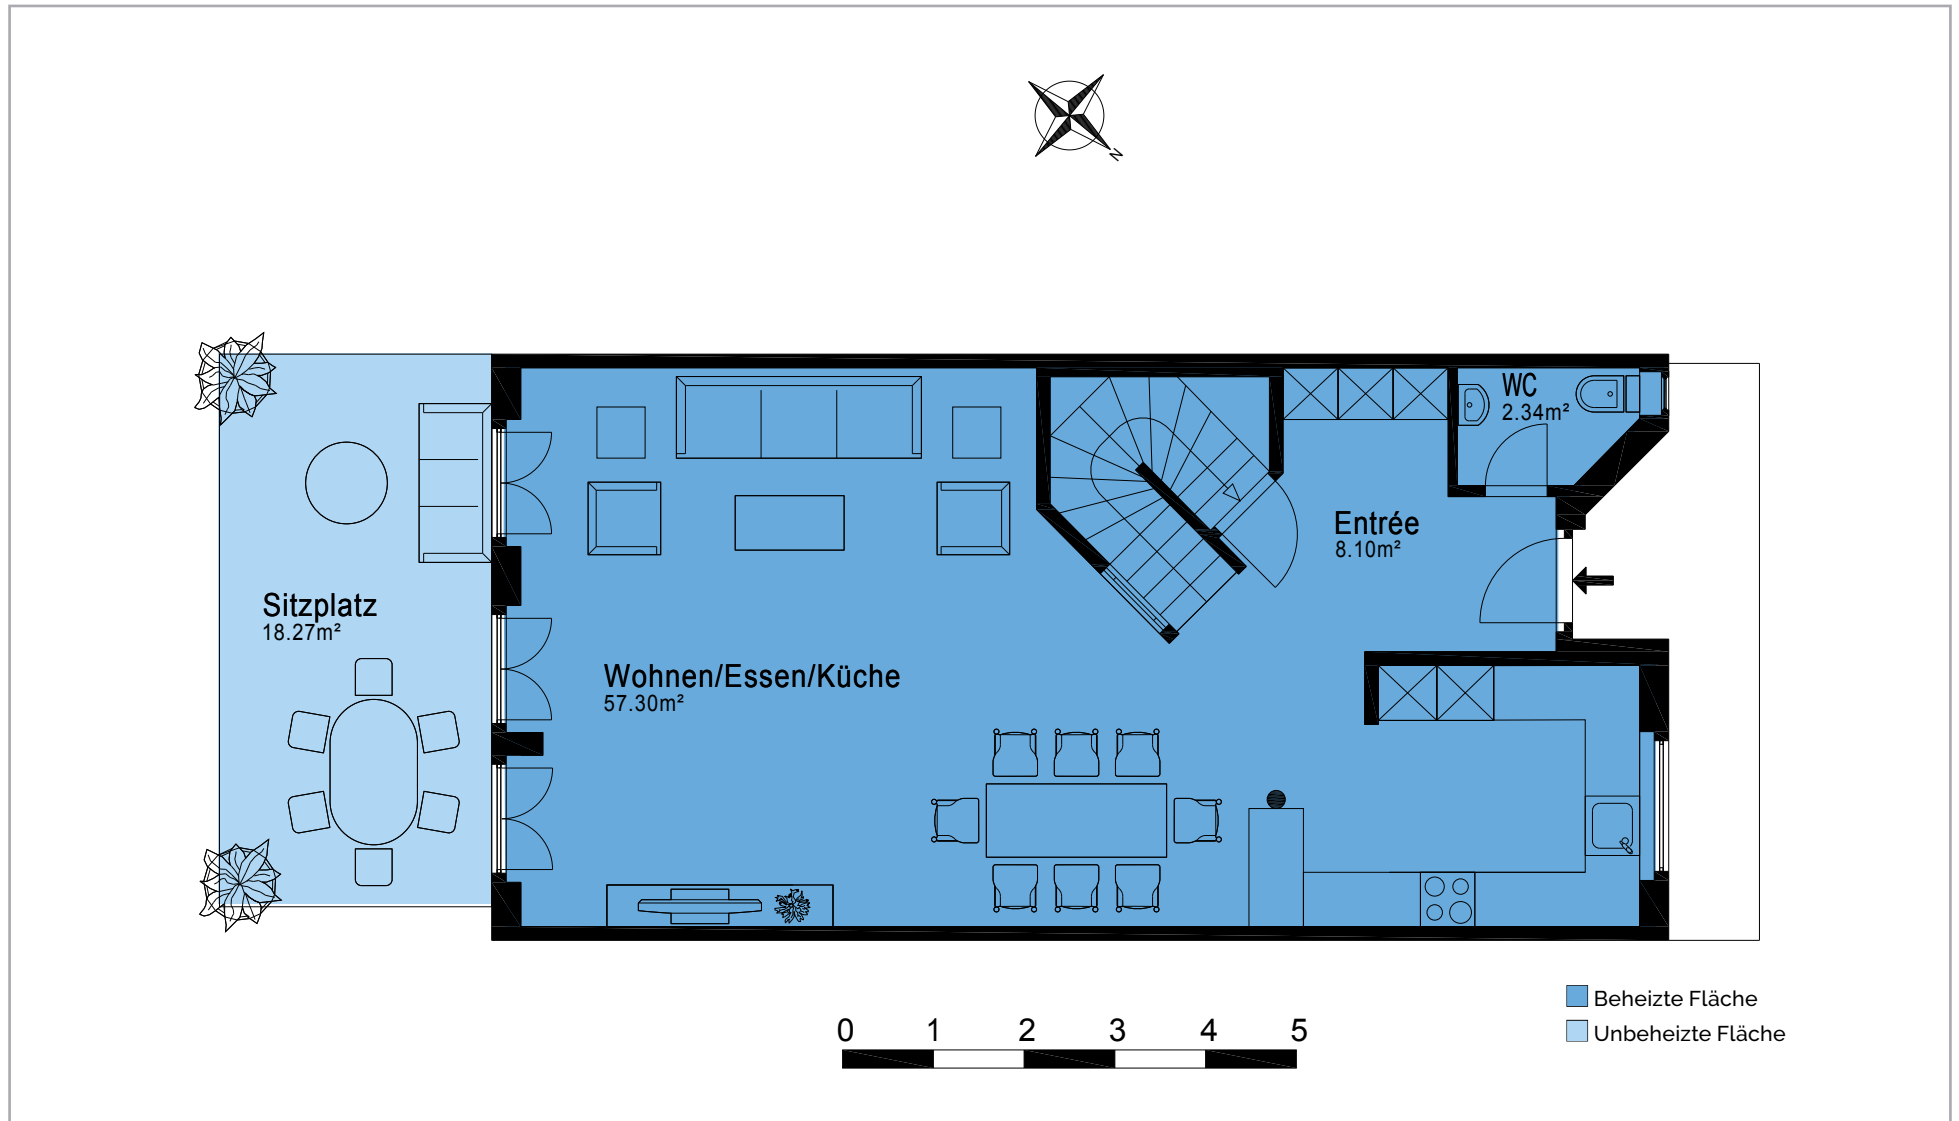 N
WC
2.34m²
Entrée
8.10m²
Sitzplatz
18.27m²
Wohnen/Essen/Küche
57.30m²
Beheizte Fläche
Unbeheizte Fläche
0 1 2 3 4 5